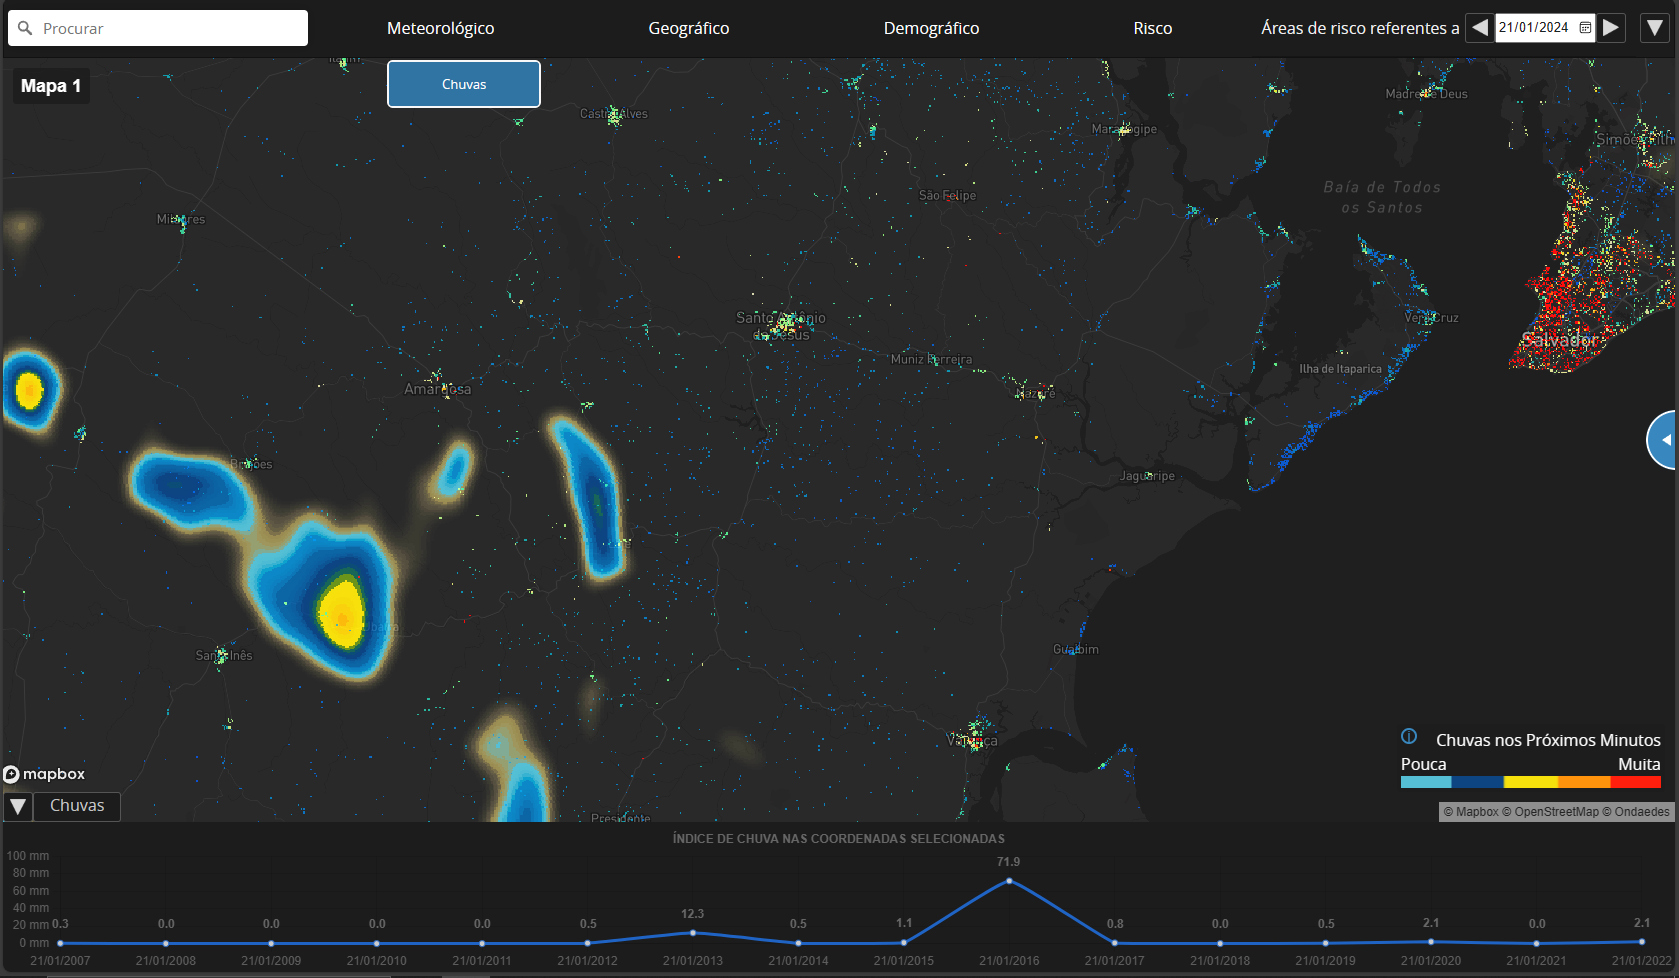 Procurar
Meteorológico
Geográfico
Demográfico
Risco
Áreas de risco referentes a
21/01/2024
Mapa 1
Chuvas
Castro Alves
Madre de Deus
Maragogipe
Baía de Todos
os Santos
São Felipe
Milagres
Santo Antônio
de Jesus
Vera Cruz
Salvador
Muniz Ferreira
Ilha de Itaparica
Amargosa
Nazaré
Brejões
Jaguaripe
Ubaíra
Guaibim
Santa Inês
Valença
Presidente
Chuvas nos Próximos Minutos
Pouca
Muita
mapbox
Chuvas
© Mapbox © OpenStreetMap © Ondaedes
ÍNDICE DE CHUVA NAS COORDENADAS SELECIONADAS
100 mm
80 mm
60 mm
40 mm
20 mm
0 mm
0.3
0.0
0.0
0.0
0.0
0.5
12.3
0.5
1.1
71.9
0.8
0.0
0.5
2.1
0.0
2.1
21/01/2007
21/01/2008
21/01/2009
21/01/2010
21/01/2011
21/01/2012
21/01/2013
21/01/2014
21/01/2015
21/01/2016
21/01/2017
21/01/2018
21/01/2019
21/01/2020
21/01/2021
21/01/2022